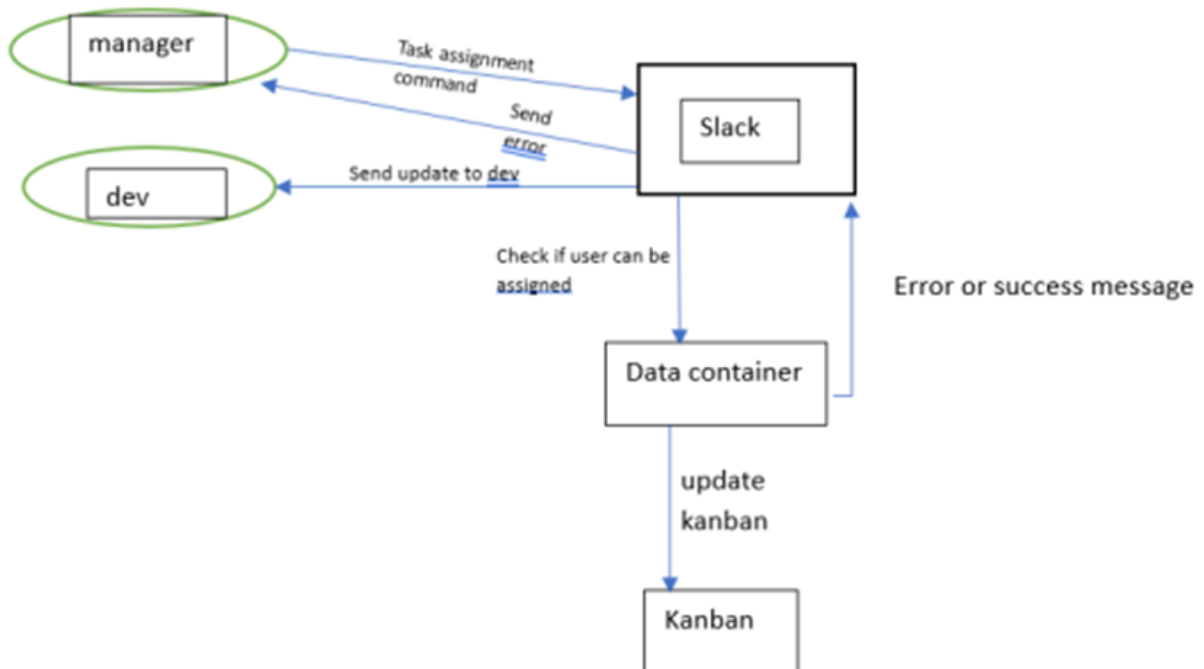 manager
Task assignment
command
Send
error
Slack
Send update to dev
dev
Check if user can be
assigned
Error or success message
Data container
update
kanban
Kanban